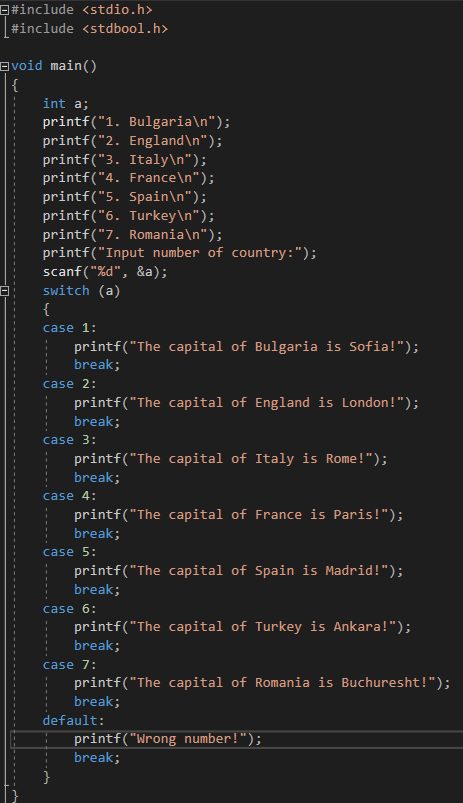 #include <stdio.h>
#include <stdbool.h>
void main()
{
int a;
printf("1. Bulgaria\n");
printf("2. England\n");
printf("3. Italy\n");
printf("4. France\n");
printf("5. Spain\n");
printf("6. Turkey\n");
printf("7. Romania\n");
printf("Input number of country:");
scanf("%d", &a);
switch (a)
{
case 1:
printf("The capital of Bulgaria is Sofia!");
break;
case 2:
printf("The capital of England is London!");
break;
case 3:
printf("The capital of Italy is Rome!");
break;
case 4:
printf("The capital of France is Paris!");
break;
case 5:
printf("The capital of Spain is Madrid!");
break;
case 6:
printf("The capital of Turkey is Ankara!");
break;
case 7:
printf("The capital of Romania is Buchuresht!");
break;
default:
printf("Wrong number!");
break;
}
}